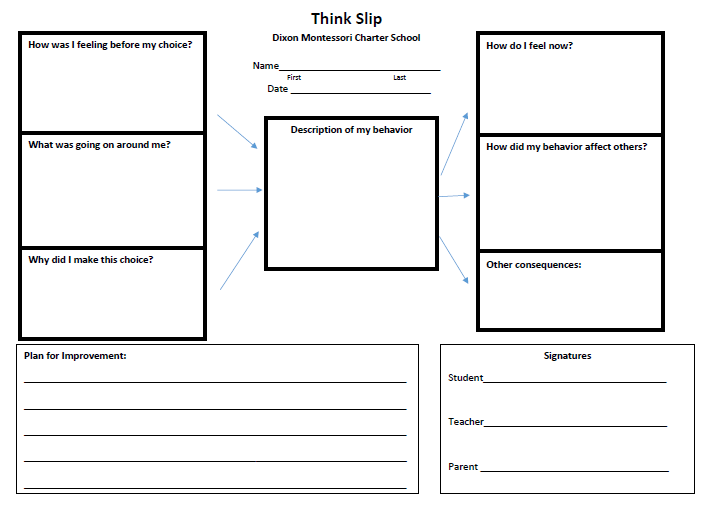 Think Slip
Dixon Montessori Charter School
Name
First Last
Date
How was I feeling before my choice?
What was going on around me?
Why did I make this choice?
Description of my behavior
How do I feel now?
How did my behavior affect others?
Other consequences:
Plan for Improvement:
Signatures
Student
Teacher
Parent